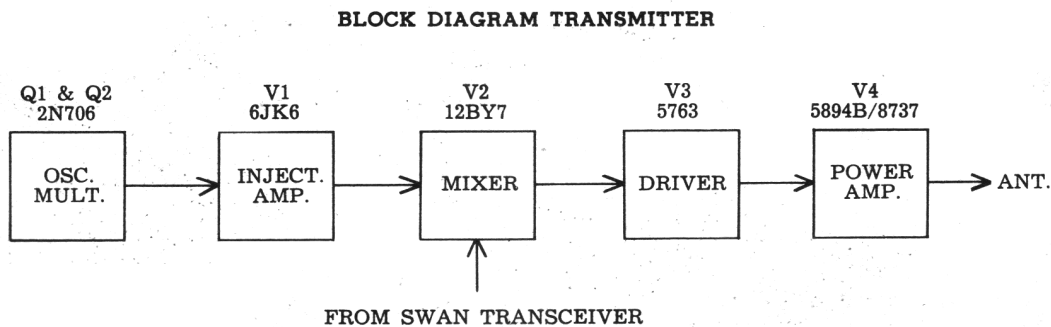 BLOCK DIAGRAM TRANSMITTER
Q1 & Q2
2N706
OSC.
MULT.
V1
6JK6
INJECT.
AMP.
V2
12BY7
MIXER
V3
5763
DRIVER
V4
5894B/8737
POWER
AMP.
ANT.
FROM SWAN TRANSCEIVER